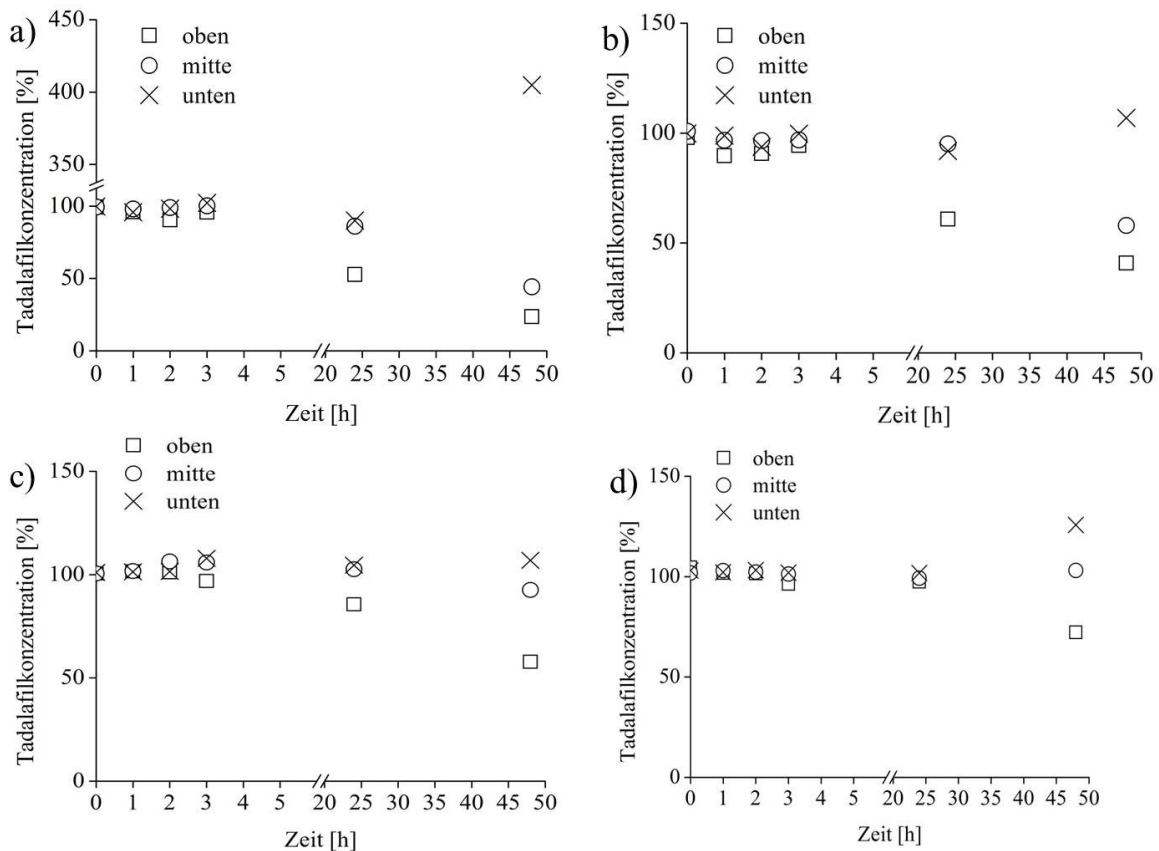 a)
450
400
350
100
50
0
Tadalafilkonzentration [%]
oben
mitte
unten
0 1 2 3 4 5 20 25 30 35 40 45 50
Zeit [h]
b)
150
100
50
0
Tadalafilkonzentration [%]
oben
mitte
unten
0 1 2 3 4 5 20 25 30 35 40 45 50
Zeit [h]
c)
150
100
50
0
Tadalafilkonzentration [%]
oben
mitte
unten
0 1 2 3 4 5 20 25 30 35 40 45 50
Zeit [h]
d)
150
100
50
0
Tadalafilkonzentration [%]
oben
mitte
unten
0 1 2 3 4 5 20 25 30 35 40 45 50
Zeit [h]